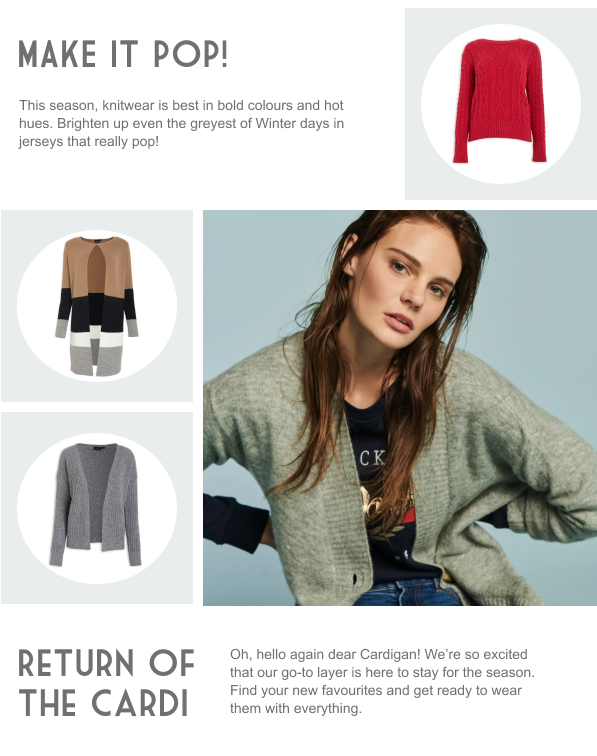 MAKE IT POP!
This season, knitwear is best in bold colours and hot
hues. Brighten up even the greyest of Winter days in
jerseys that really pop!
CK
RETURN OF
THE CARDI
Oh, hello again dear Cardigan! We're so excited
that our go-to layer is here to stay for the season.
Find your new favourites and get ready to wear
them with everything.